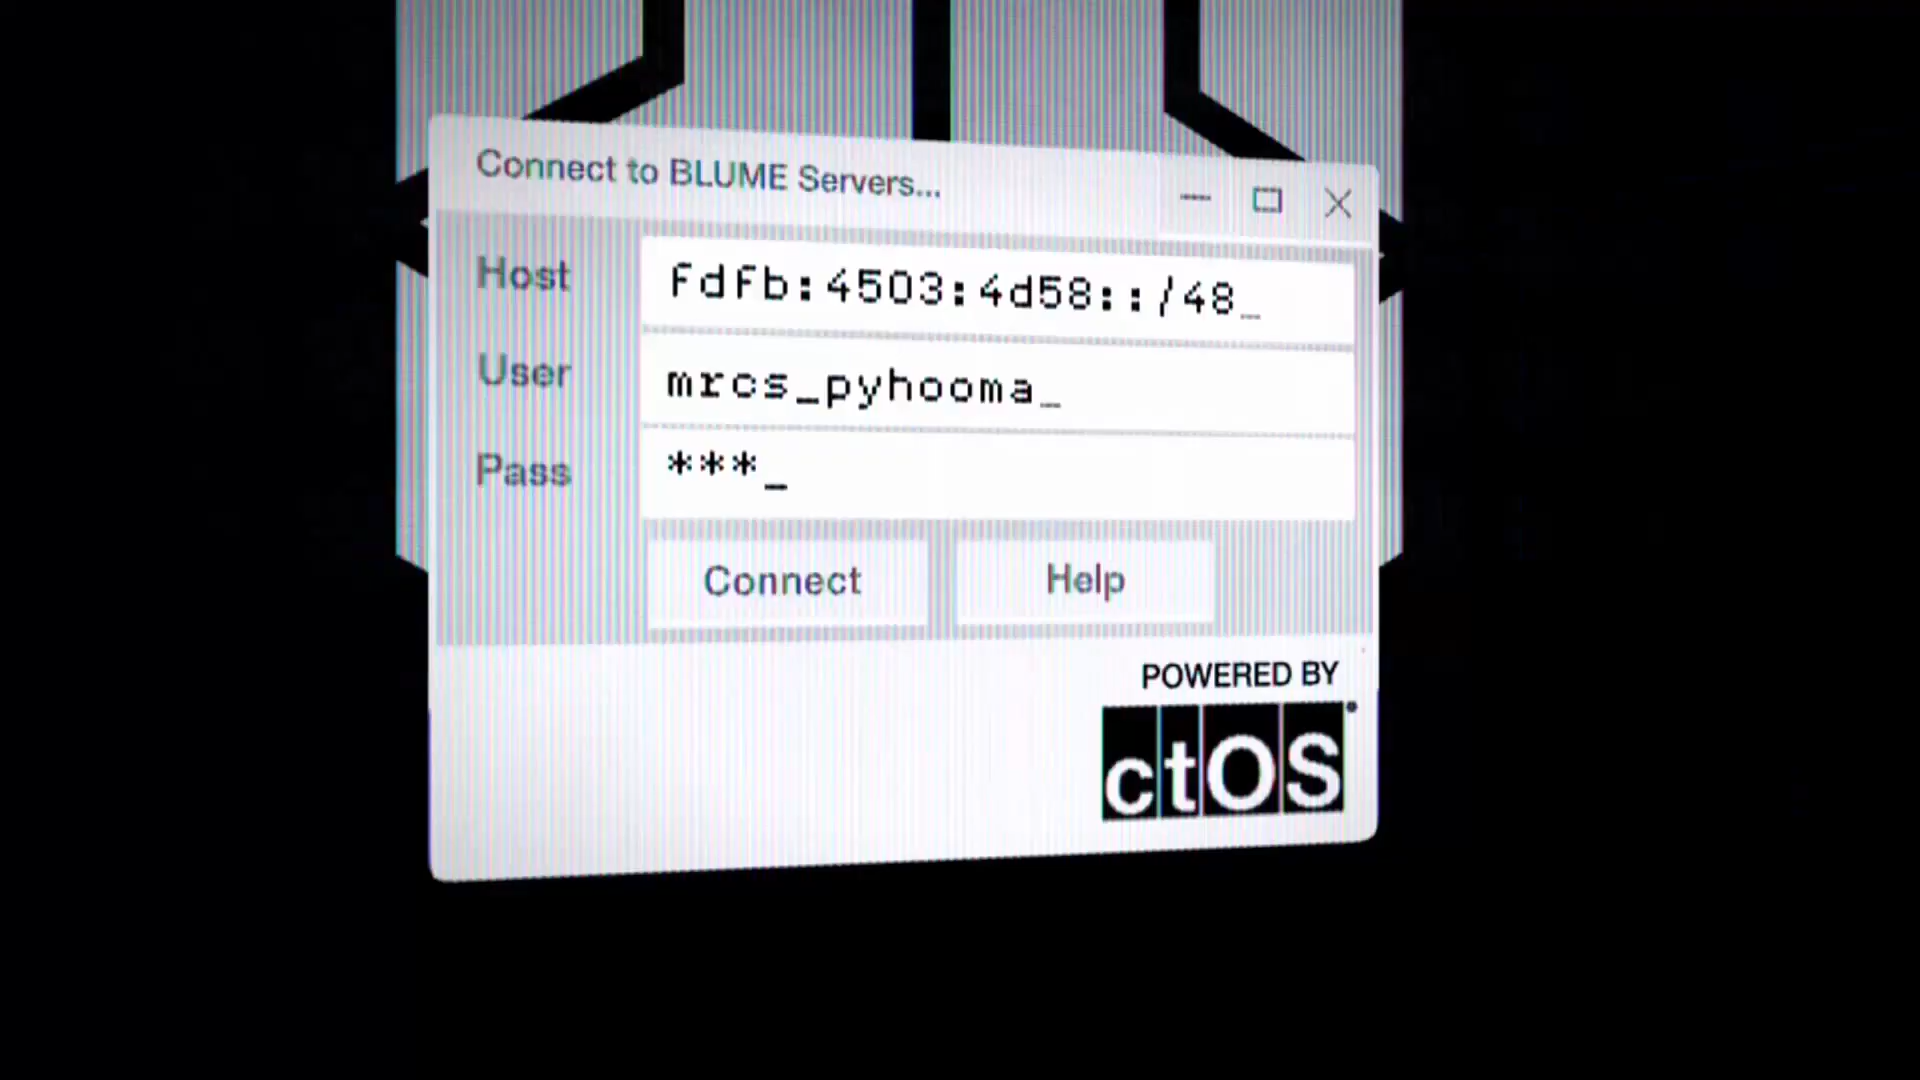 Connect to BLUME Servers...
Host fdfb:4503:4d58::/48_
User mrcs_pyhooma_
Pass ***_
Connect Help
POWERED BY
ctOS